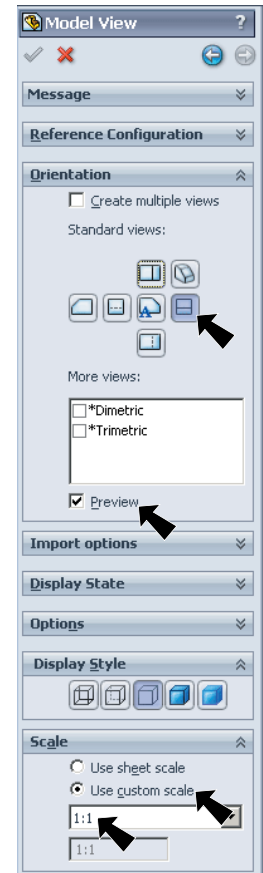 Model View ?
Message
Reference Configuration
Orientation
Create multiple views
Standard views:
A
More views:
*Dimetric
*Trimetric
Preview
Import options
Display State
Options
Display Style
Scale
Use sheet scale
Use custom scale
1:1
1:1